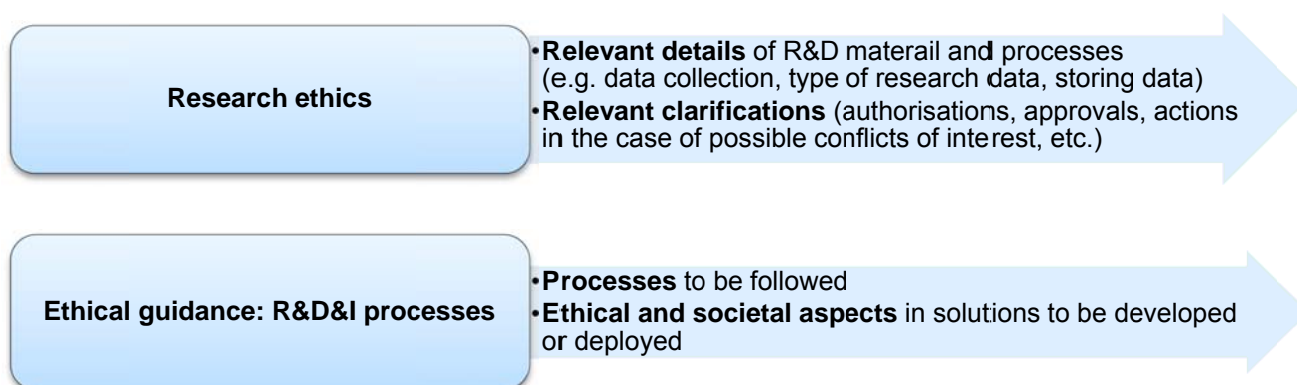 Research ethics
•Relevant details of R&D materail and processes
(e.g. data collection, type of research data, storing data)
•Relevant clarifications (authorisations, approvals, actions
in the case of possible conflicts of interest, etc.)
Ethical guidance: R&D&I processes
•Processes to be followed
•Ethical and societal aspects in solutions to be developed
or deployed